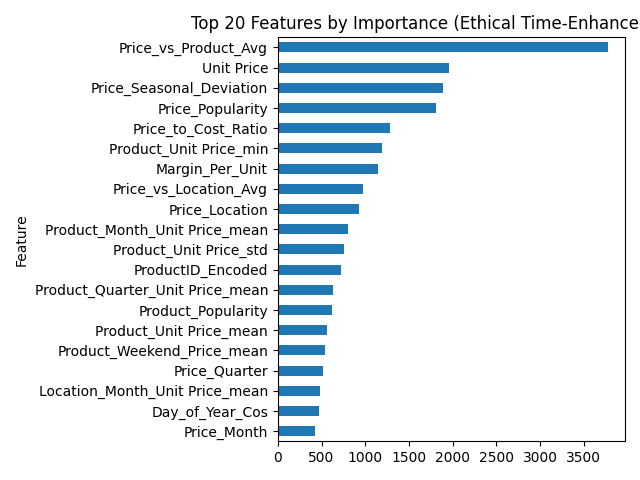 Top 20 Features by Importance (Ethical Time-Enhance
Price_vs_Product_Avg
Unit Price
Price_Seasonal_Deviation
Price_Popularity
Price_to_Cost_Ratio
Product_Unit Price_min
Margin_Per_Unit
Price_vs_Location_Avg
Price_Location
Product_Month_Unit Price_mean
Product_Unit Price_std
ProductID_Encoded
Product_Quarter_Unit Price_mean
Product_Popularity
Product_Unit Price_mean
Product_Weekend_Price_mean
Price_Quarter
Location_Month_Unit Price_mean
Day_of_Year_Cos
Price_Month
Feature
0 500 1000 1500 2000 2500 3000 3500